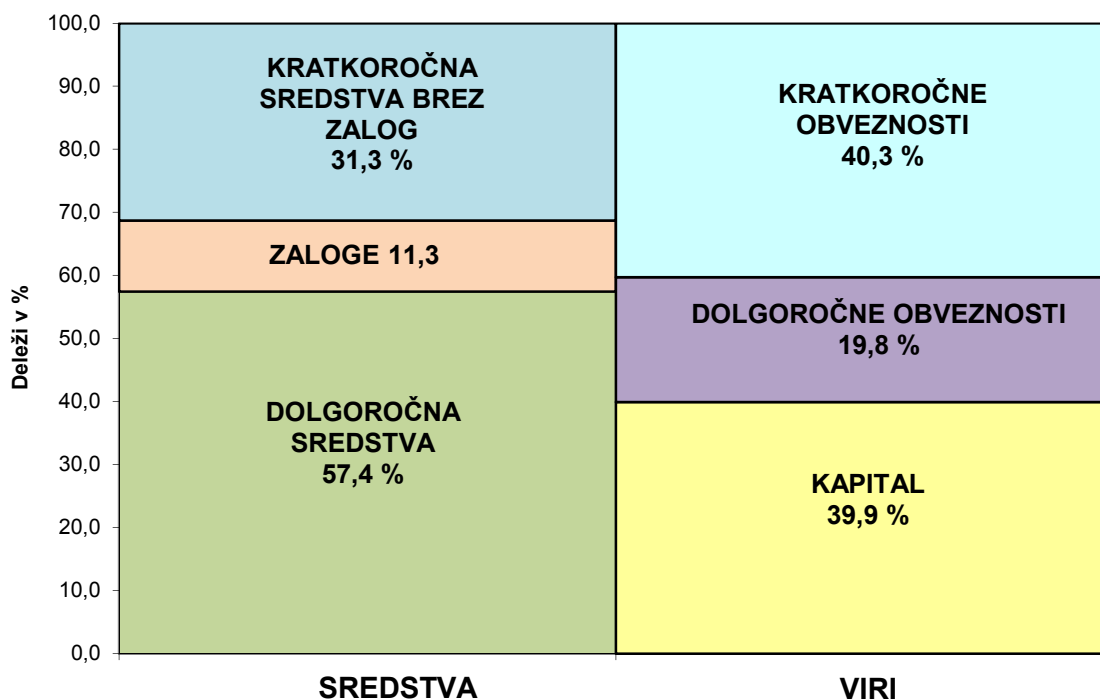 Deleži v %
100,0
90,0
80,0
70,0
60,0
50,0
40,0
30,0
20,0
10,0
0,0
KRATKOROČNA
SREDSTVA BREZ
ZALOG
31,3 %
ZALOGE 11,3
DOLGOROČNA
SREDSTVA
57,4 %
KRATKOROČNE
OBVEZNOSTI
40,3 %
DOLGOROČNE OBVEZNOSTI
19,8 %
KAPITAL
39,9 %
SREDSTVA
VIRI